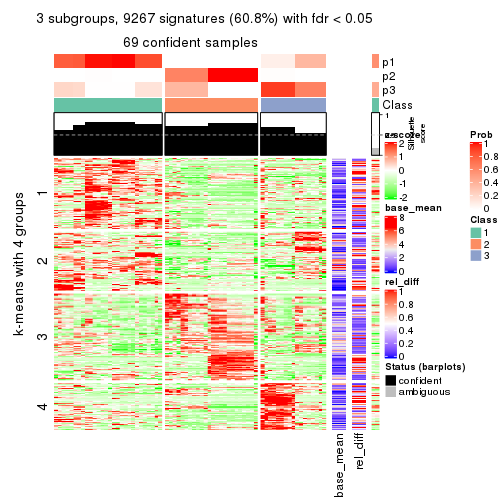 3 subgroups, 9267 signatures (60.8%) with fdr < 0.05
69 confident samples
p1
p2
p3
Class
1
Silhouette
score
z-score
2
1
0
-1
-2
Prob
1
0.8
0.6
0.4
0.2
0
base_mean
8
6
4
2
0
Class
1
2
3
rel_diff
1
0.8
0.6
0.4
0.2
0
Status (barplots)
confident
ambiguous
k-means with 4 groups
1
2
3
4
base_mean
rel_diff